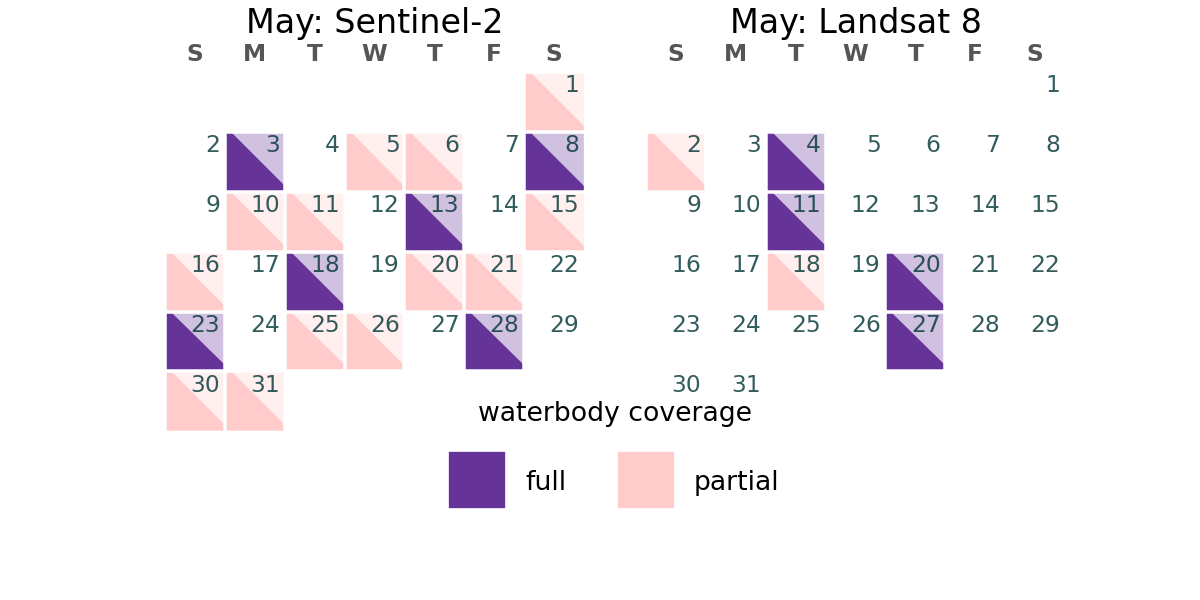 May: Sentinel-2
S M T W T F S
1
2 3 4 5 6 7 8
9 10 11 12 13 14 15
16 17 18 19 20 21 22
23 24 25 26 27 28 29
30 31
May: Landsat 8
S M T W T F S
1
2 3 4 5 6 7 8
9 10 11 12 13 14 15
16 17 18 19 20 21 22
23 24 25 26 27 28 29
30 31
waterbody coverage
full
partial